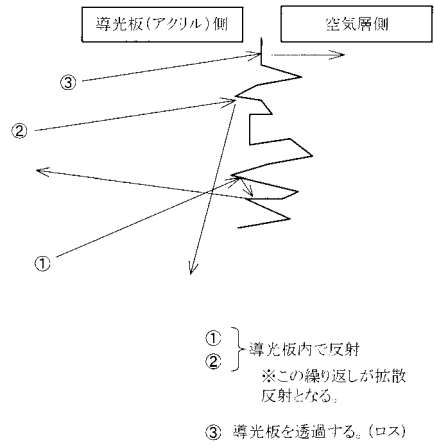 導光板(アクリル)側
空気層側
③
②
①
①
② 導光板内で反射
※この繰り返しが拡散
反射となる。
③ 導光板を透過する。(ロス)